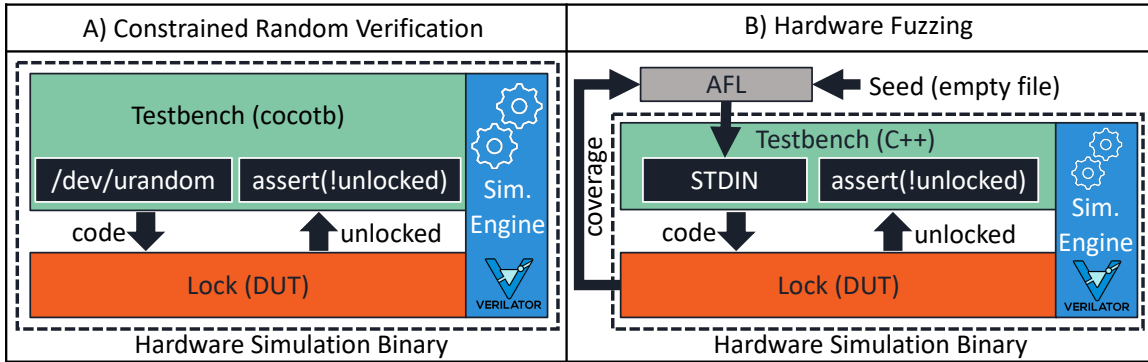 A) Constrained Random Verification
Testbench (cocotb)
/dev/urandom
assert(!unlocked)
code
unlocked
Lock (DUT)
Sim.
Engine
VERILATOR
Hardware Simulation Binary
B) Hardware Fuzzing
AFL
Seed (empty file)
coverage
Testbench (C++)
STDIN
assert(!unlocked)
code
unlocked
Lock (DUT)
Sim.
Engine
VERILATOR
Hardware Simulation Binary